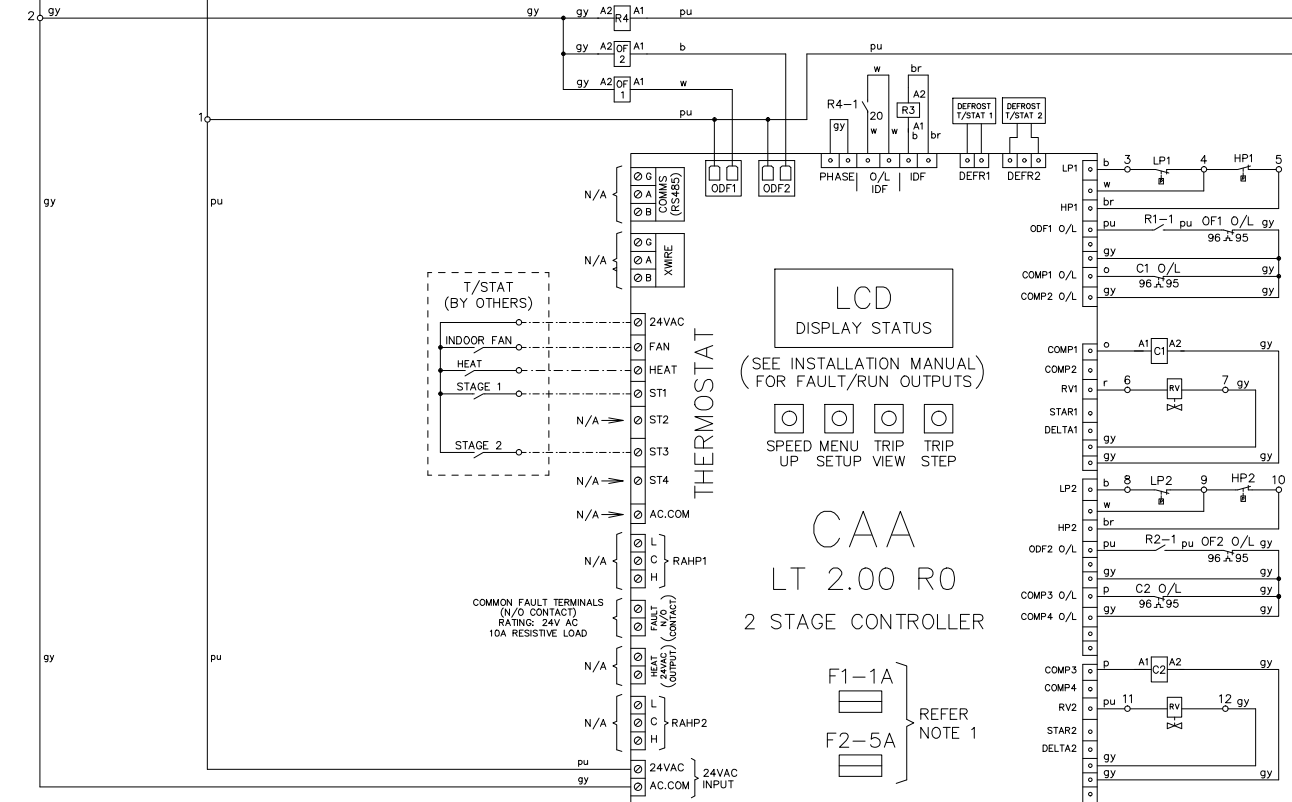 2 gy gy gy A2 R4 A1 pu
gy A2 OF 2 A1 b
gy A2 OF 1 A1 w
1 pu
pu
gy
pu
R4-1
gy
20
w
w
w
br
A2
R3
A1
b
br
DEFROST
T/STAT 1
DEFROST
T/STAT 2
ODF1
ODF2
PHASE
O/L
IDF
IDF
DEFR1
DEFR2
N/A
G
A
B
COMMS
(RS485)
N/A
G
A
B
XWIRE
T/STAT
(BY OTHERS)
INDOOR FAN
HEAT
STAGE 1
STAGE 2
24VAC
FAN
HEAT
ST1
N/A ST2
ST3
N/A ST4
N/A AC.COM
THERMOSTAT
N/A
L
C
H
RAHP1
COMMON FAULT TERMINALS
(N/O CONTACT)
RATING: 24V AC
10A RESISTIVE LOAD
FAULT
(N/O
CONTACT)
N/A
HEAT
(24VAC
OUTPUT)
N/A
L
C
H
RAHP2
gy
pu
pu 24VAC
gy AC.COM
24VAC
INPUT
LCD
DISPLAY STATUS
(SEE INSTALLATION MANUAL
FOR FAULT/RUN OUTPUTS)
SPEED
UP
MENU
SETUP
TRIP
VIEW
TRIP
STEP
CAA
LT 2.00 R0
2 STAGE CONTROLLER
F1-1A
F2-5A
REFER
NOTE 1
LP1 b 3 LP1 4 HP1 5
w
HP1 br
ODF1 O/L pu R1-1 pu OF1 O/L gy
96 95
gy
COMP1 O/L o C1 O/L gy
96 95
COMP2 O/L gy gy
COMP1 o A1 C1 A2 gy
COMP2
RV1 r 6 RV 7 gy
STAR1
DELTA1
gy
gy gy
LP2 b 8 LP2 9 HP2 10
w
HP2 br
ODF2 O/L pu R2-1 pu OF2 O/L gy
96 95
gy gy
COMP3 O/L p C2 O/L gy
96 95
COMP4 O/L gy gy
COMP3 p A1 C2 A2 gy
COMP4
RV2 pu 11 RV 12 gy
STAR2
DELTA2
gy
gy gy